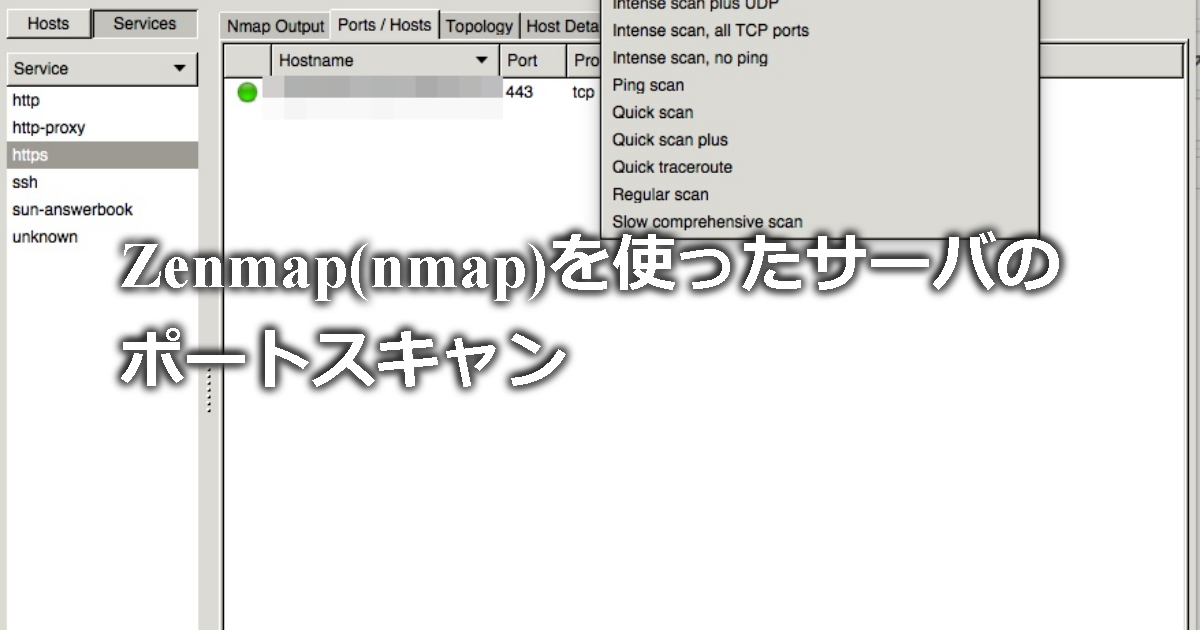 Hosts Services
Nmap Output Ports / Hosts Topology Host Deta
Service
Hostname Port Pro
http
443 tcp
http-proxy
https
ssh
sun-answerbook
unknown
Intense scan plus UDP
Intense scan, all TCP ports
Intense scan, no ping
Ping scan
Quick scan
Quick scan plus
Quick traceroute
Regular scan
Slow comprehensive scan
Zenmap(nmap)を使ったサーバの
ポートスキャン